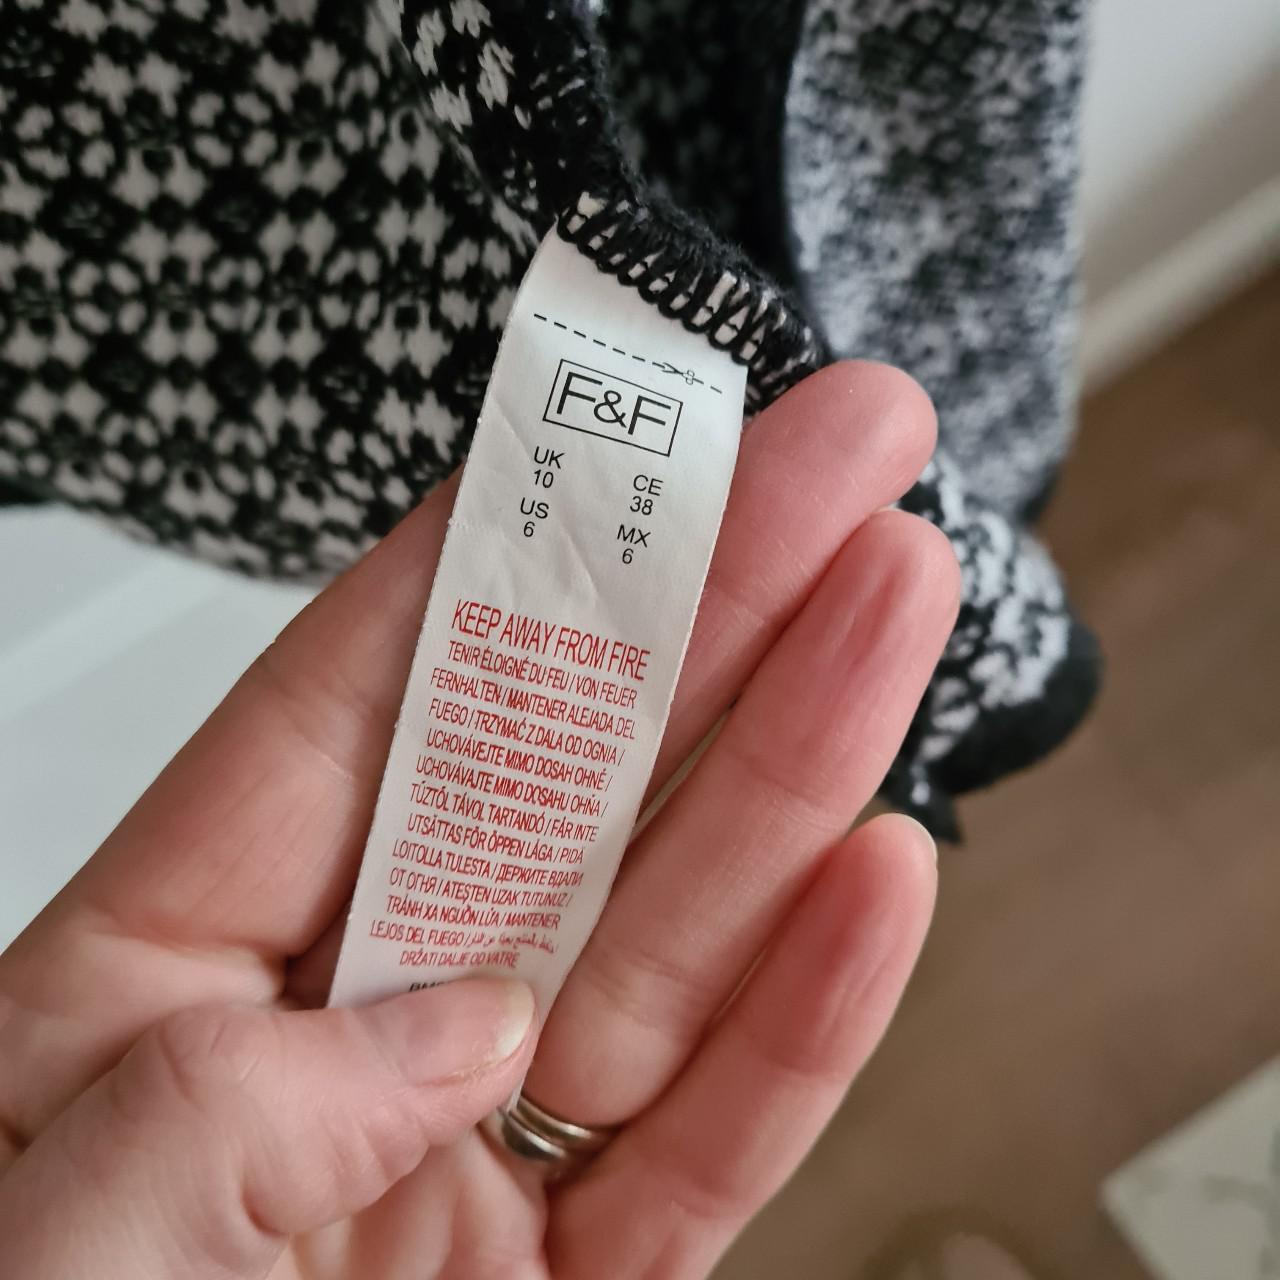 F&F
UK
10
CE
38
US
6
MX
6
KEEP AWAY FROM FIRE
TENIR ÉLOIGNÉ DU FEU / VON FEUER
FERNHALTEN / MANTENER ALEJADA DEL
FUEGO / TRZYMAĆ Z DALA OD OGNIA /
UCHOVÁVEJTE MIMO DOSAH OHNĚ /
UCHOVÁVAJTE MIMO DOSAHU OHŇA /
TŰZTŐL TÁVOL TARTANDÓ / FÅR INTE
UTSÄTTAS FÖR ÖPPEN LÅGA / PIDÄ
LOITOLLA TULESTA / ДЕРЖИТЕ ВДАЛИ
ОТ ОГНЯ / ATEŞTEN UZAK TUTUNUZ /
TRÁNH XA NGUỒN LỬA / MANTENER
LEJOS DEL FUEGO /
DRŽATI DALJE OD VATRE